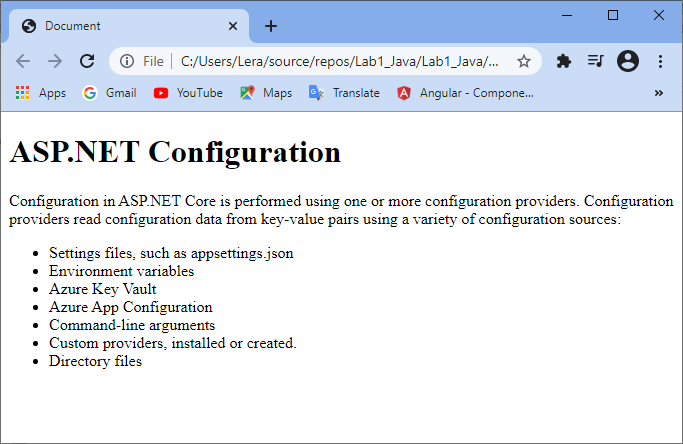 Document
File | C:/Users/Lera/source/repos/Lab1_Java/Lab1_Java/...
Apps Gmail YouTube Maps Translate Angular - Compone... »
ASP.NET Configuration
Configuration in ASP.NET Core is performed using one or more configuration providers. Configuration
providers read configuration data from key-value pairs using a variety of configuration sources:
• Settings files, such as appsettings.json
• Environment variables
• Azure Key Vault
• Azure App Configuration
• Command-line arguments
• Custom providers, installed or created.
• Directory files